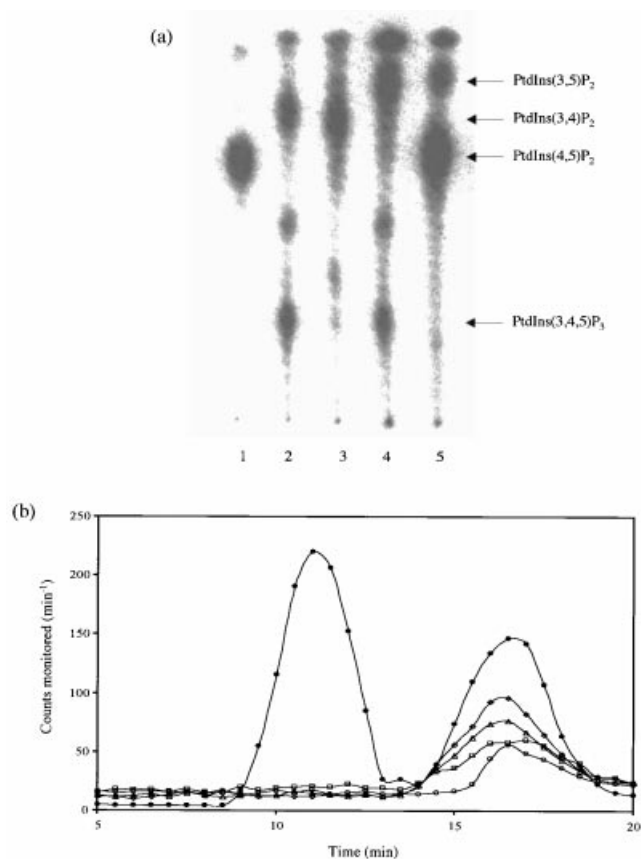 (a)
PtdIns(3,5)P₂
PtdIns(3,4)P₂
PtdIns(4,5)P₂
PtdIns(3,4,5)P₃
1 2 3 4 5
(b)
250
200
150
100
50
0
Counts monitored (min⁻¹)
5 10 15 20
Time (min)